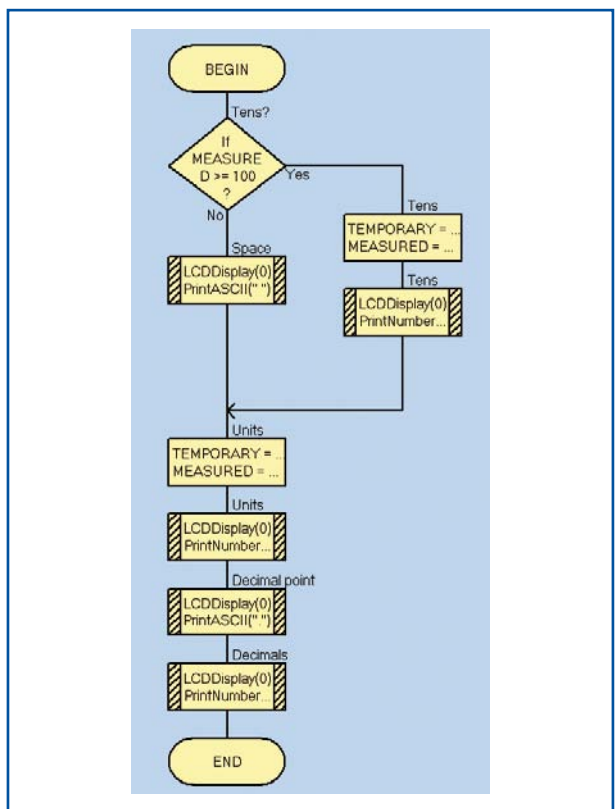 BEGIN
Tens?
If
MEASURE
D >= 100
?
Yes
No
Tens
TEMPORARY = ...
MEASURED = ...
Space
LCDDisplay(0)
PrintASCII(" ")
Tens
LCDDisplay(0)
PrintNumber...
Units
TEMPORARY = ...
MEASURED = ...
Units
LCDDisplay(0)
PrintNumber...
Decimal point
LCDDisplay(0)
PrintASCII(".")
Decimals
LCDDisplay(0)
PrintNumber...
END